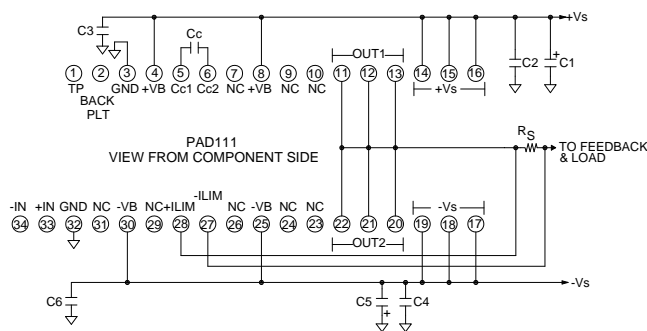 C3
Cc
+Vs
C2
+
C1
OUT1
1 2 3 4 5 6 7 8 9 10 11 12 13 14 15 16
TP
BACK
PLT
GND +VB Cc1 Cc2 NC +VB NC NC
+Vs
PAD111
VIEW FROM COMPONENT SIDE
RS
TO FEEDBACK
& LOAD
-IN +IN GND NC -VB NC +ILIM -ILIM NC -VB NC NC
-Vs
34 33 32 31 30 29 28 27 26 25 24 23 22 21 20 19 18 17
OUT2
C6
C5
+
C4
-Vs